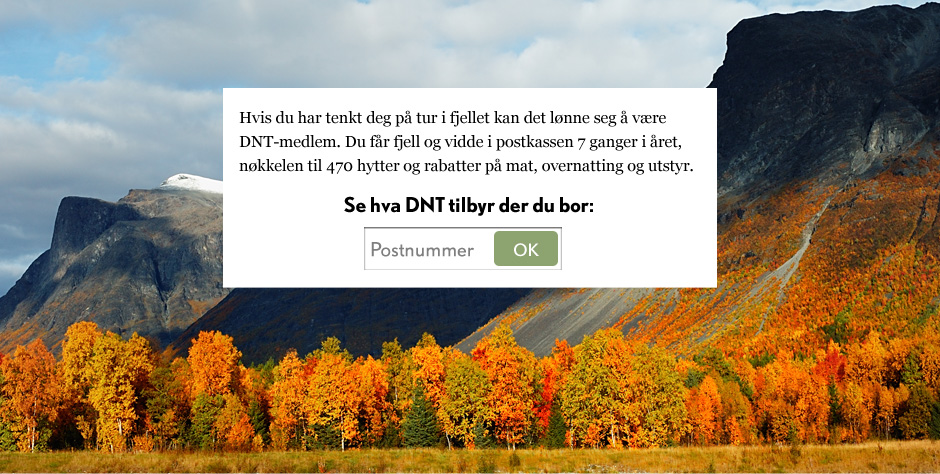 Hvis du har tenkt deg på tur i fjellet kan det lønne seg å være
DNT-medlem. Du får fjell og vidde i postkassen 7 ganger i året,
nøkkelen til 470 hytter og rabatter på mat, overnatting og utstyr.
Se hva DNT tilbyr der du bor:
Postnummer OK